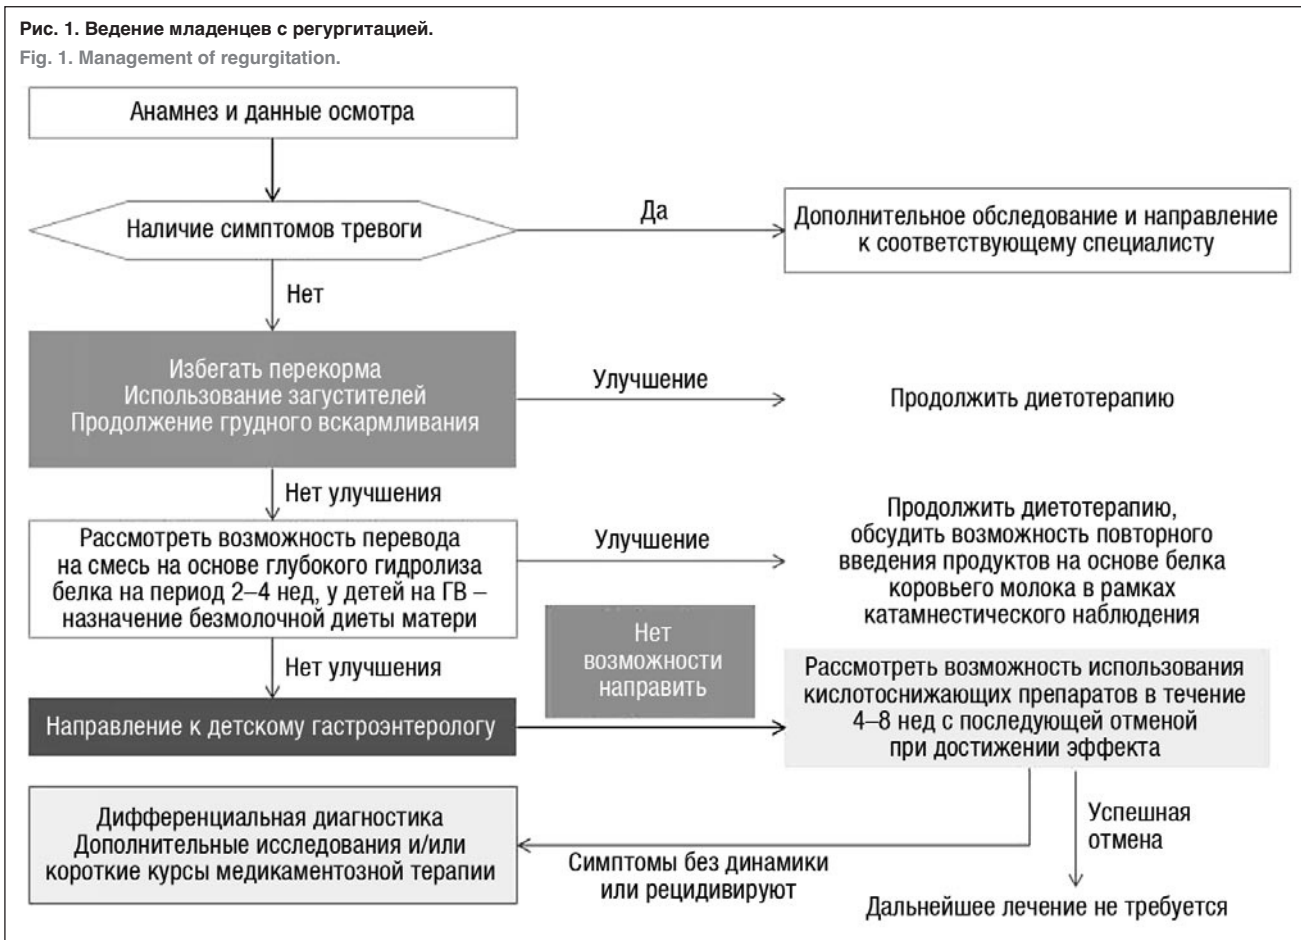 Рис. 1. Ведение младенцев с регургитацией.
Fig. 1. Management of regurgitation.
Анамнез и данные осмотра
Наличие симптомов тревоги
Да
Дополнительное обследование и направление
к соответствующему специалисту
Нет
Избегать перекорма
Использование загустителей
Продолжение грудного вскармливания
Улучшение
Продолжить диетотерапию
Нет улучшения
Рассмотреть возможность перевода
на смесь на основе глубокого гидролиза
белка на период 2–4 нед, у детей на ГВ –
назначение безмолочной диеты матери
Улучшение
Продолжить диетотерапию,
обсудить возможность повторного
введения продуктов на основе белка
коровьего молока в рамках
катамнестического наблюдения
Нет улучшения
Направление к детскому гастроэнтерологу
Нет
возможности
направить
Рассмотреть возможность использования
кислотоснижающих препаратов в течение
4–8 нед с последующей отменой
при достижении эффекта
Дифференциальная диагностика
Дополнительные исследования и/или
короткие курсы медикаментозной терапии
Симптомы без динамики
или рецидивируют
Успешная
отмена
Дальнейшее лечение не требуется